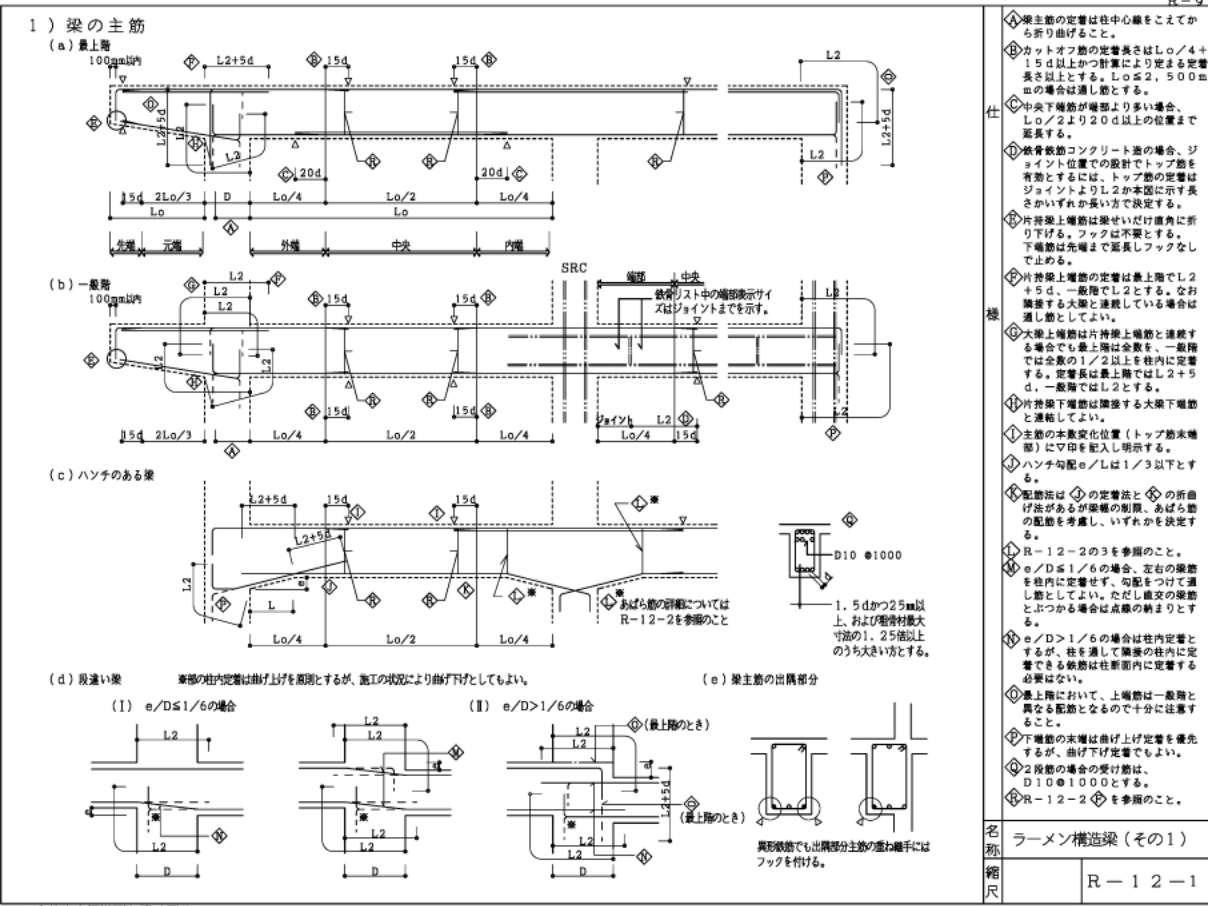 R-9
1)梁の主筋
(a)最上階
100mm以内
F
L2+5d
B
15d
15d
B
L2
O
E
O
L2
L2+5d
H
L2
R
R
R
L2
L2+5d
C
20d
20d
C
P
15d
2Lo/3
D
Lo/4
Lo/2
Lo/4
Lo
A
Lo
先端
元端
外端
中央
内端
(b)一般階
100mm以内
G
L2
F
L2
L2
B
15d
15d
B
SRC
端部
中央
鉄骨リスト中の端部表示サイ
ズはジョイントまでを示す。
L2
E
H
L2
L2
R
R
R
B
15d
15d
B
ジョイント
L2
D
L2
P
15d
2Lo/3
A
Lo/4
Lo/2
Lo/4
Lo/4
15d
(c)ハンチのある梁
L2+5d
15d
I
I
15d
L※
Q
L2+5d
L2
e
J
R
R
K
L※
P
L
D10 @1000
d
L※
あばら筋の詳細については
R-12-2を参照のこと
Lo/4
Lo/2
Lo/4
1.5dかつ25mm以
上、および粗骨材最大
寸法の1.25倍以上
のうち大きい方とする。
(d)段違い梁
※部の柱内定着は曲げ上げを原則とするが、施工の状況により曲げ下げとしてもよい。
(e)梁主筋の出隅部分
(I) e/D≦1/6の場合
(II) e/D>1/6の場合
L2
L2
L2
M
e
L2
L2
O(最上階のとき)
e
L2+5d
O
(最上階のとき)
e
※
N
L2
D
※
L2
L2
D
※
L2
L2
N
D
異形鉄筋でも出隅部分主筋の重ね継手には
フックを付ける。
仕
様
A梁主筋の定着は柱中心線をこえてか
ら折り曲げること。
Bカットオフ筋の定着長さはLo/4+
15d以上かつ計算により定まる定着
長さ以上とする。Lo≦2,500m
mの場合は通し筋とする。
C中央下端筋が端部より多い場合、
Lo/2より20d以上の位置まで
延長する。
D鉄骨鉄筋コンクリート造の場合、ジ
ョイント位置での設計でトップ筋を
有効とするには、トップ筋の定着は
ジョイントよりL2か本図に示す長
さかいずれか長い方で決定する。
E片持梁上端筋は梁せいだけ直角に折
り下げる。フックは不要とする。
下端筋は先端まで延長しフックなし
で止める。
F片持梁上端筋の定着は最上階でL2
+5d、一般階でL2とする。なお
隣接する大梁と連続している場合は
通し筋としてよい。
G大梁上端筋は片持梁上端筋と連続す
る場合でも最上階は全数を、一般階
では全数の1/2以上を柱内に定着
する。定着長は最上階ではL2+5
d、一般階ではL2とする。
H片持梁下端筋は隣接する大梁下端筋
と連結してよい。
I主筋の本数変化位置(トップ筋末端
部)に▽印を記入し明示する。
Jハンチ勾配e/Lは1/3以下とす
る。
K配筋法はJの定着法とKの折曲
げ法があるが梁幅の制限、あばら筋
の配筋を考慮し、いずれかを決定す
る。
LR-12-2の3を参照のこと。
Me/D≦1/6の場合、左右の梁筋
を柱内に定着せず、勾配をつけて通
し筋としてよい。ただし直交の梁筋
とぶつかる場合は点線の納まりとす
る。
Ne/D>1/6の場合は柱内定着と
するが、柱を通して隣接の柱内に定
着できる鉄筋は柱断面内に定着する
必要はない。
O最上階において、上端筋は一般階と
異なる配筋となるので十分に注意す
ること。
P下端筋の末端は曲げ上げ定着を優先
するが、曲げ下げ定着でもよい。
Q2段筋の場合の受け筋は、
D10@1000とする。
RR-12-2Pを参照のこと。
名称
ラーメン構造梁(その1)
縮尺
R-12-1